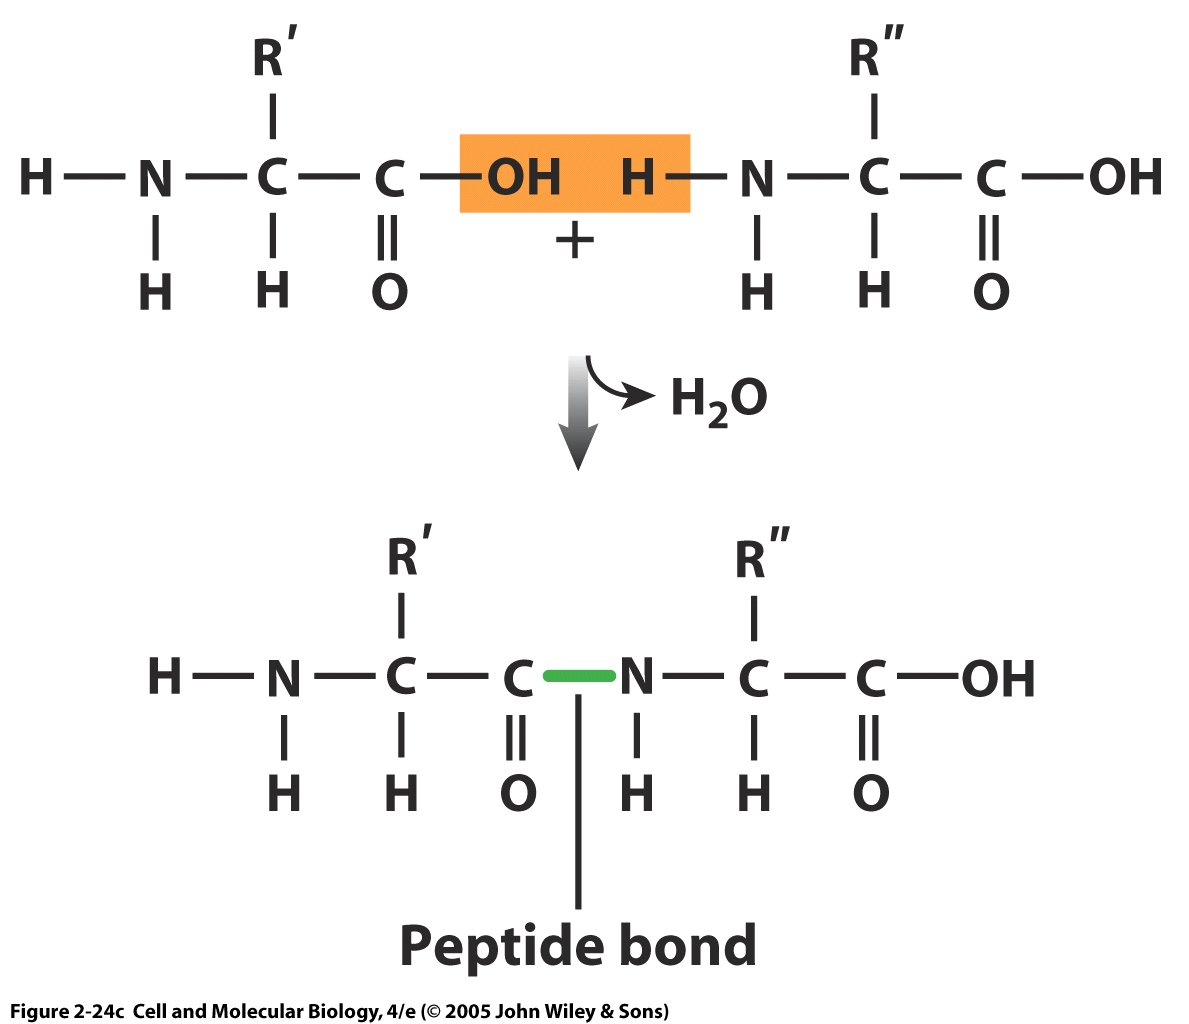 R′ R″
H N C C OH H N C C OH
+
H H O H H O
H₂O
R′ R″
H N C C N C C OH
H H O H H O
Peptide bond
Figure 2-24c Cell and Molecular Biology, 4/e (© 2005 John Wiley & Sons)